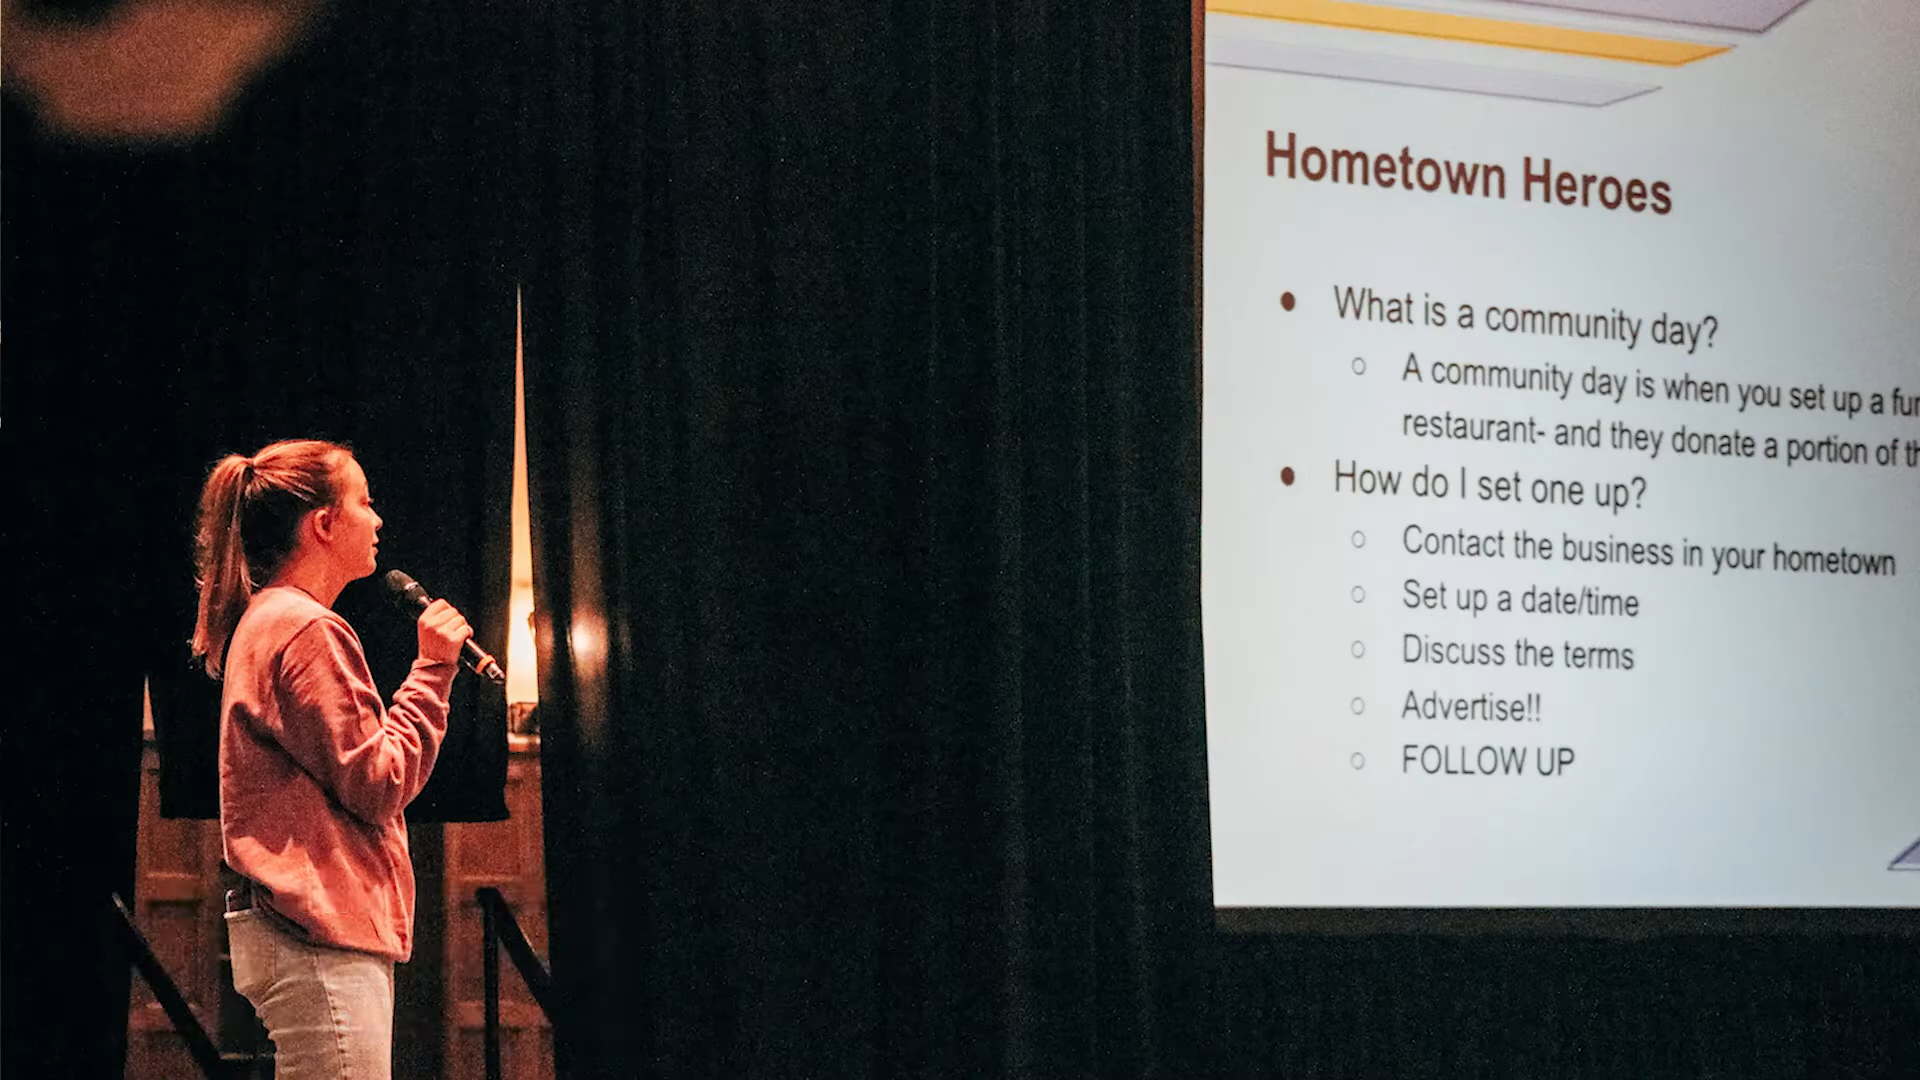 Hometown Heroes
What is a community day?
A community day is when you set up a
restaurant- and they donate a portion of
How do I set one up?
Contact the business in your hometown
Set up a date/time
Discuss the terms
Advertise!!
FOLLOW UP